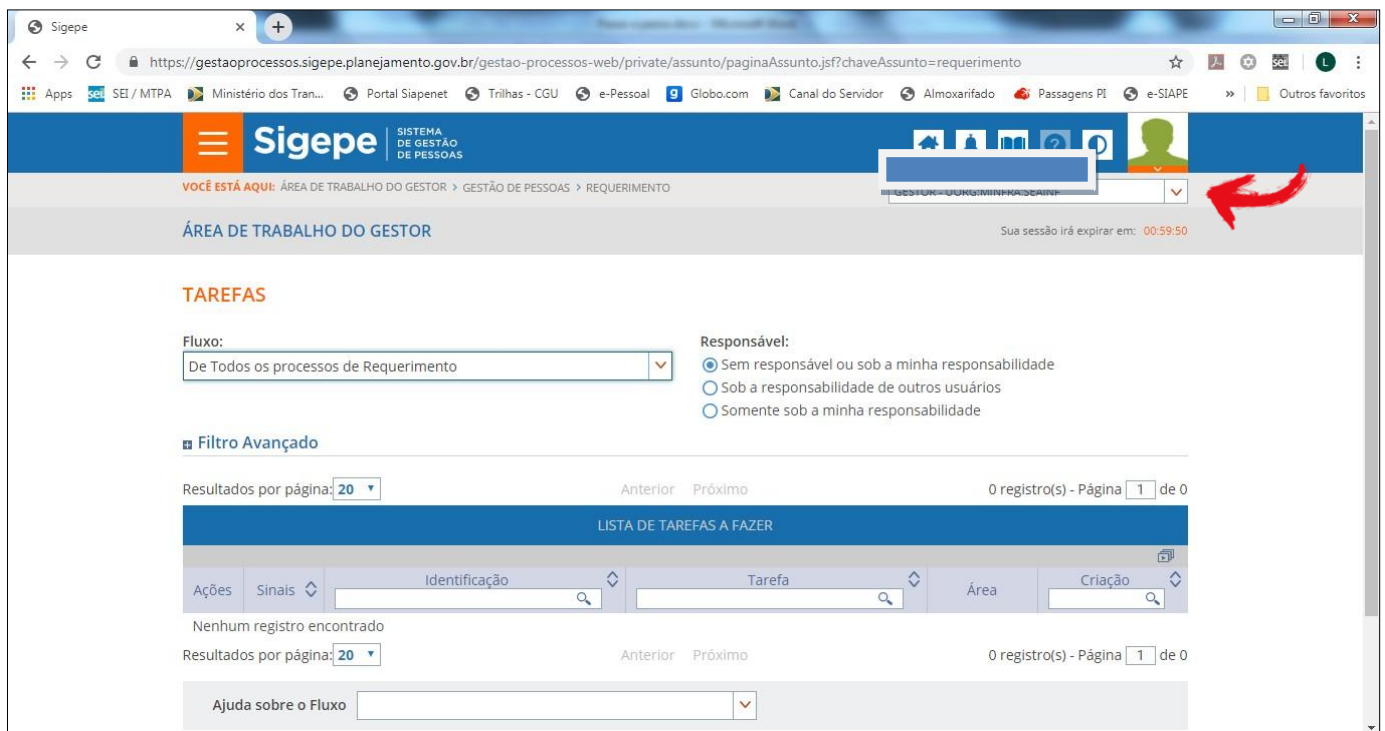 Sigepe
https://gestaoprocessos.sigepe.planejamento.gov.br/gestao-processos-web/private/assunto/paginaAssunto.jsf?chaveAssunto=requerimento
Apps SEI / MTPA Ministério dos Tran... Portal Siapenet Trilhas - CGU e-Pessoal Globo.com Canal do Servidor Almoxarifado Passagens PI e-SIAPE » Outros favoritos
Sigepe SISTEMA
DE GESTÃO
DE PESSOAS
VOCÊ ESTÁ AQUI: ÁREA DE TRABALHO DO GESTOR > GESTÃO DE PESSOAS > REQUERIMENTO
GESTOR - UORG:MINFRA:SEAINF
ÁREA DE TRABALHO DO GESTOR Sua sessão irá expirar em: 00:59:50
TAREFAS
Fluxo: Responsável:
De Todos os processos de Requerimento Sem responsável ou sob a minha responsabilidade
Sob a responsabilidade de outros usuários
Somente sob a minha responsabilidade
Filtro Avançado
Resultados por página: 20 Anterior Próximo 0 registro(s) - Página 1 de 0
LISTA DE TAREFAS A FAZER
Ações Sinais Identificação Tarefa Área Criação
Nenhum registro encontrado
Resultados por página: 20 Anterior Próximo 0 registro(s) - Página 1 de 0
Ajuda sobre o Fluxo